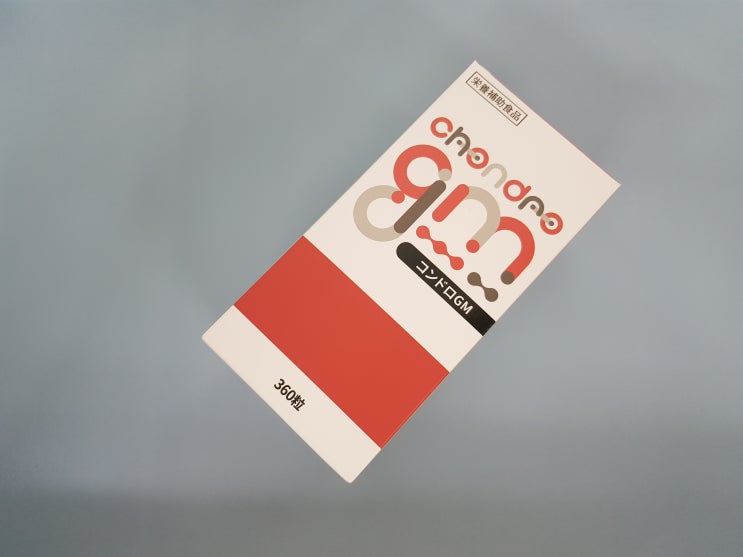 栄養補助食品
chondro
gm
コンドロGM
360粒